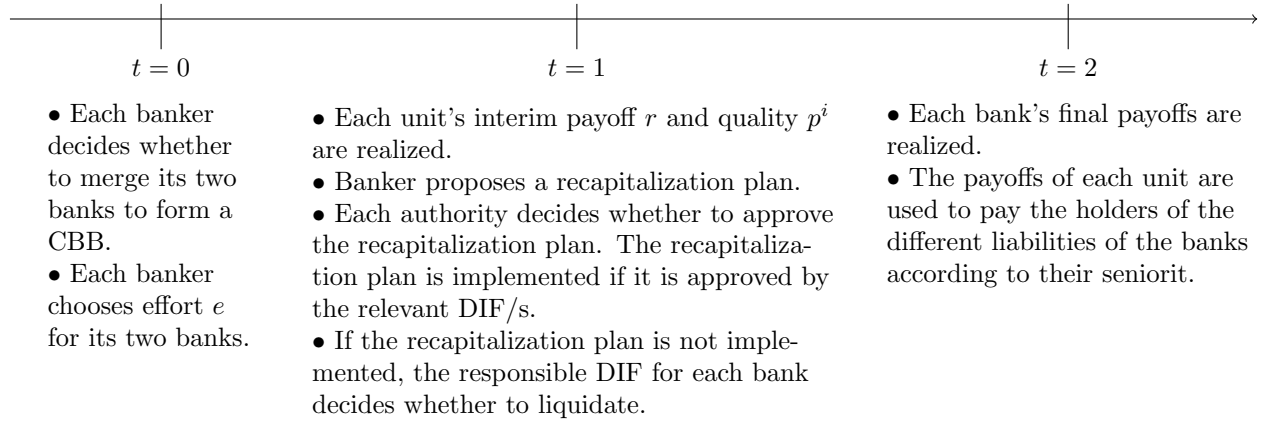 t = 0
t = 1
t = 2
• Each banker
decides whether
to merge its two
banks to form a
CBB.
• Each banker
chooses effort e
for its two banks.
• Each unit's interim payoff r and quality pⁱ
are realized.
• Banker proposes a recapitalization plan.
• Each authority decides whether to approve
the recapitalization plan. The recapitaliza-
tion plan is implemented if it is approved by
the relevant DIF/s.
• If the recapitalization plan is not imple-
mented, the responsible DIF for each bank
decides whether to liquidate.
• Each bank's final payoffs are
realized.
• The payoffs of each unit are
used to pay the holders of the
different liabilities of the banks
according to their seniorit.